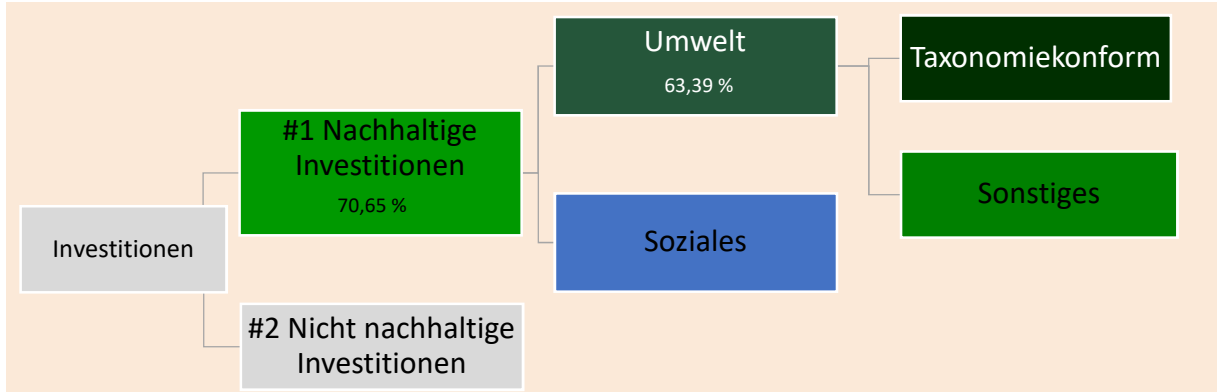 Investitionen
#1 Nachhaltige
Investitionen
70,65 %
#2 Nicht nachhaltige
Investitionen
Umwelt
63,39 %
Soziales
Taxonomiekonform
Sonstiges